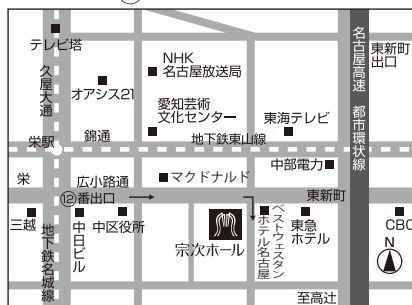 ⑫
テレビ塔
NHK
名古屋放送局
名古屋高速 都市環状線
東新町
出口
久屋大通
オアシス21
愛知芸術
文化センター
東海テレビ
栄駅
錦通
地下鉄東山線
中部電力
栄
広小路通
マクドナルド
東新町
⑫番出口
三越
地下鉄名城線
中日ビル
中区役所
宗次ホール
ベストウェスタン
ホテル名古屋
東急
ホテル
CBC
N
至高辻